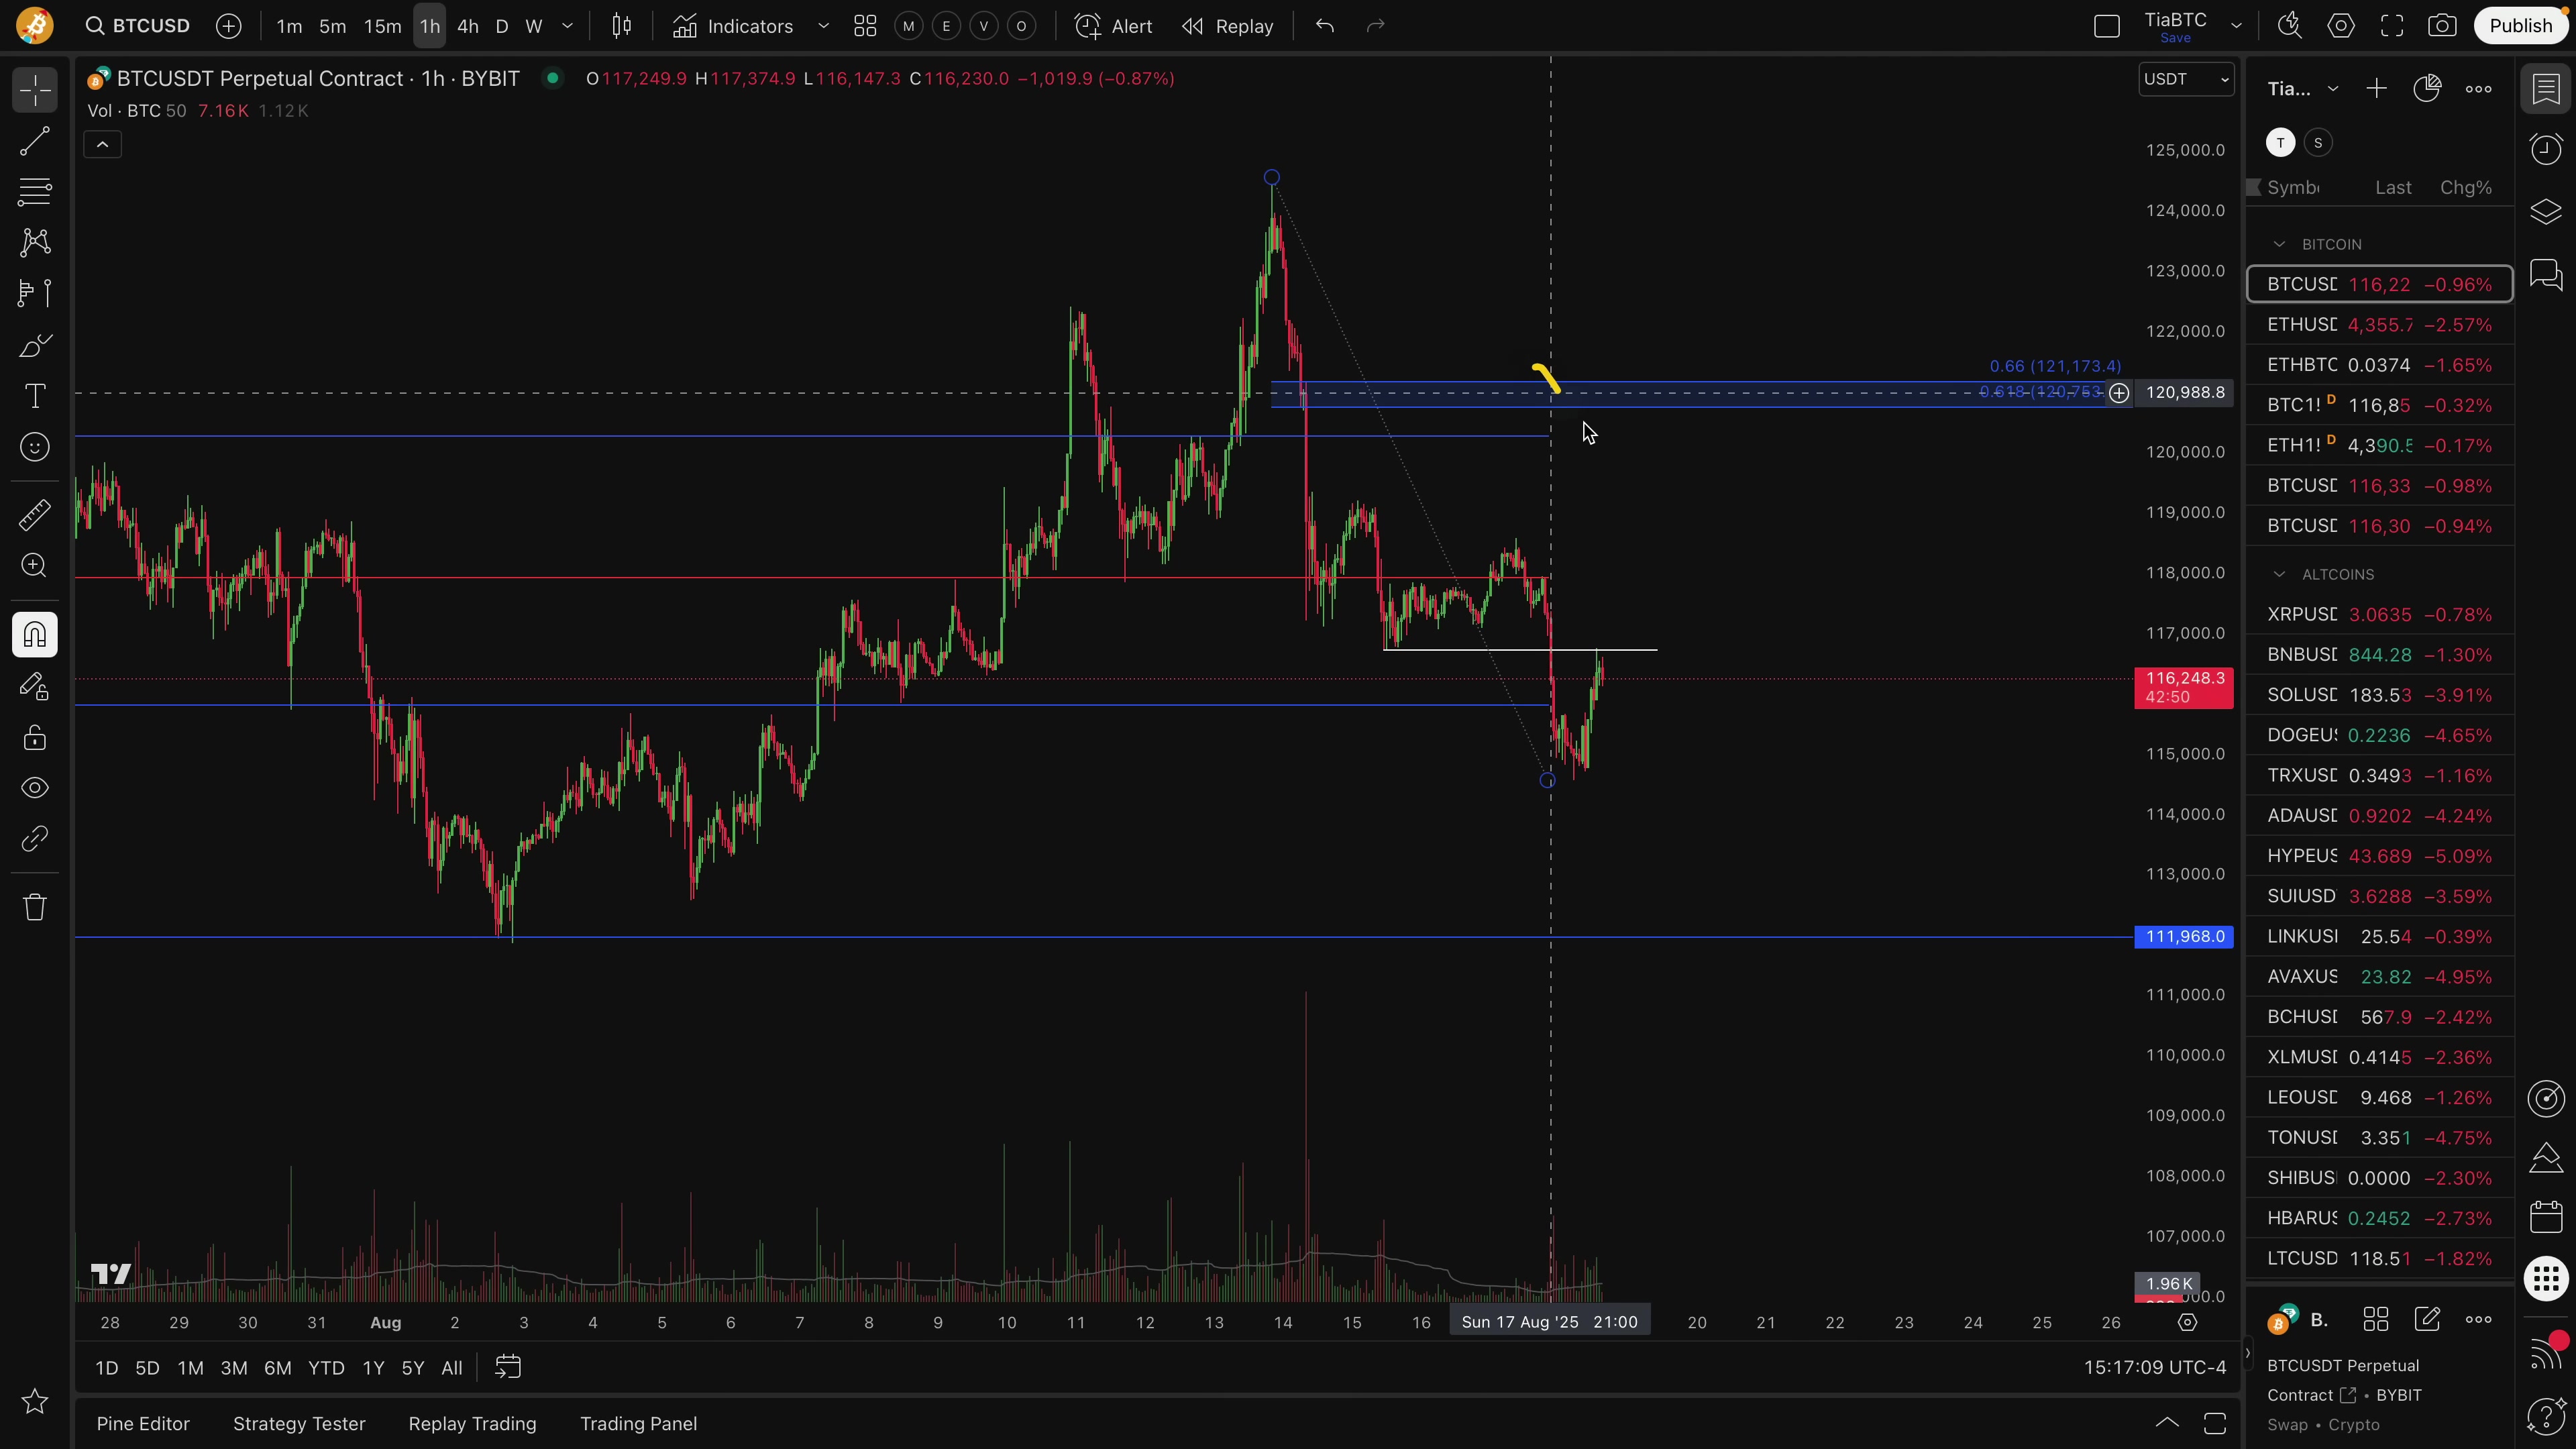 BTCUSD 1m 5m 15m 1h 4h D W Indicators M E V O Alert Replay TiaBTC Save Publish
BTCUSDT Perpetual Contract · 1h · BYBIT O117,249.9 H117,374.9 L116,147.3 C116,230.0 −1,019.9 (−0.87%)
Vol · BTC 50 7.16K 1.12K
USDT
125,000.0
124,000.0
123,000.0
122,000.0
0.66 (121,173.4)
0.618 (120,753
120,988.8
120,000.0
119,000.0
118,000.0
117,000.0
116,248.3
42:50
115,000.0
114,000.0
113,000.0
111,968.0
111,000.0
110,000.0
109,000.0
108,000.0
107,000.0
1.96K
28 29 30 31 Aug 2 3 4 5 6 7 8 9 10 11 12 13 14 15 16 Sun 17 Aug '25 21:00 20 21 22 23 24 25 26
1D 5D 1M 3M 6M YTD 1Y 5Y All 15:17:09 UTC-4
Pine Editor Strategy Tester Replay Trading Trading Panel
Tia...
T S
Symb Last Chg%
BITCOIN
BTCUSD 116,22 −0.96%
ETHUSD 4,355.7 −2.57%
ETHBTC 0.0374 −1.65%
BTC1! D 116,85 −0.32%
ETH1! D 4,390.5 −0.17%
BTCUSD 116,33 −0.98%
BTCUSD 116,30 −0.94%
ALTCOINS
XRPUSD 3.0635 −0.78%
BNBUSD 844.28 −1.30%
SOLUSD 183.53 −3.91%
DOGEUS 0.2236 −4.65%
TRXUSD 0.3493 −1.16%
ADAUSD 0.9202 −4.24%
HYPEUS 43.689 −5.09%
SUIUSD 3.6288 −3.59%
LINKUSD 25.54 −0.39%
AVAXUS 23.82 −4.95%
BCHUSD 567.9 −2.42%
XLMUSD 0.4145 −2.36%
LEOUSD 9.468 −1.26%
TONUSD 3.351 −4.75%
SHIBUS 0.0000 −2.30%
HBARUS 0.2452 −2.73%
LTCUSD 118.51 −1.82%
B.
BTCUSDT Perpetual
Contract • BYBIT
Swap • Crypto